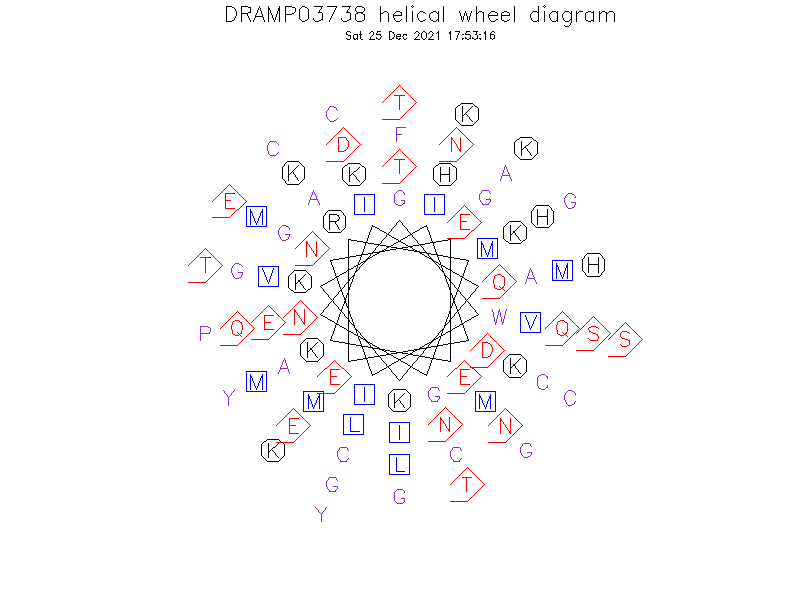 DRAMP03738 helical wheel diagram
Sat 25 Dec 2021 17:53:16
T
C K
F
D N
C K
T
K K H A
E A I G I G G
M R E H
G K
N M
T G V K Q A M H
P Q E N W V Q S S
K D
A K
M E E C
Y M I K G M C
E L I N N
K C C G
L
G T
G
Y